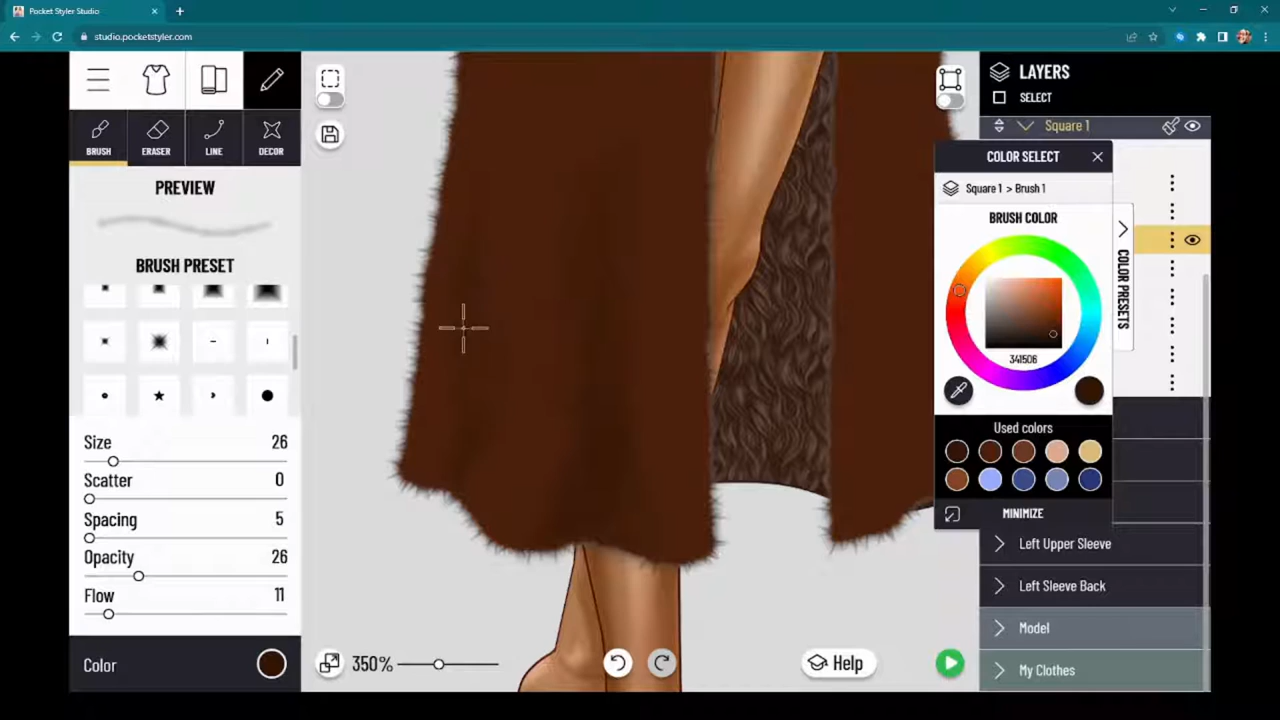 Pocket Styler Studio
studio.pocketstyler.com
BRUSH
ERASER
LINE
DECOR
PREVIEW
BRUSH PRESET
Size 26
Scatter 0
Spacing 5
Opacity 26
Flow 11
Color
350%
Help
LAYERS
SELECT
Square 1
COLOR SELECT
Square 1 > Brush 1
BRUSH COLOR
341506
COLOR PRESETS
Used colors
MINIMIZE
Left Upper Sleeve
Left Sleeve Back
Model
My Clothes